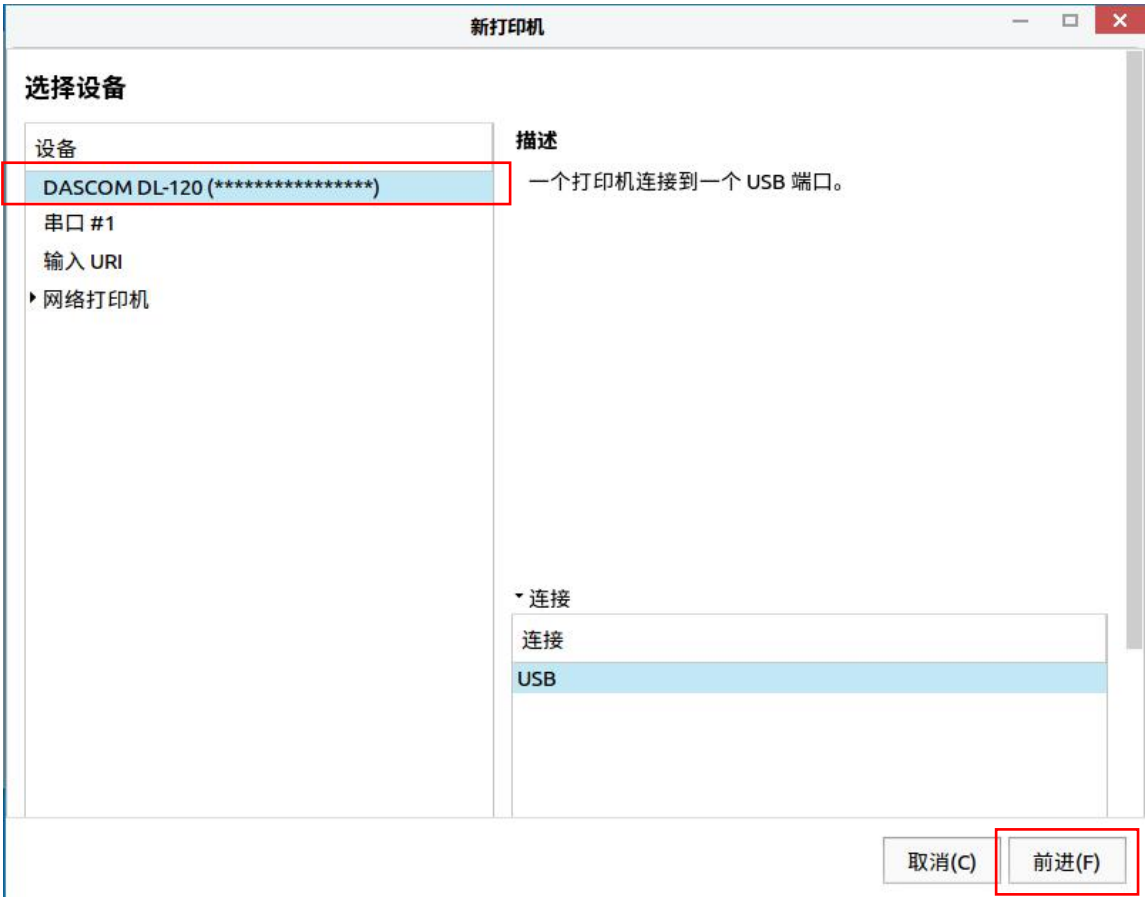 新打印机
选择设备
设备
DASCOM DL-120 (****************)
串口 #1
输入 URI
网络打印机
描述
一个打印机连接到一个 USB 端口。
连接
连接
USB
取消(C)
前进(F)